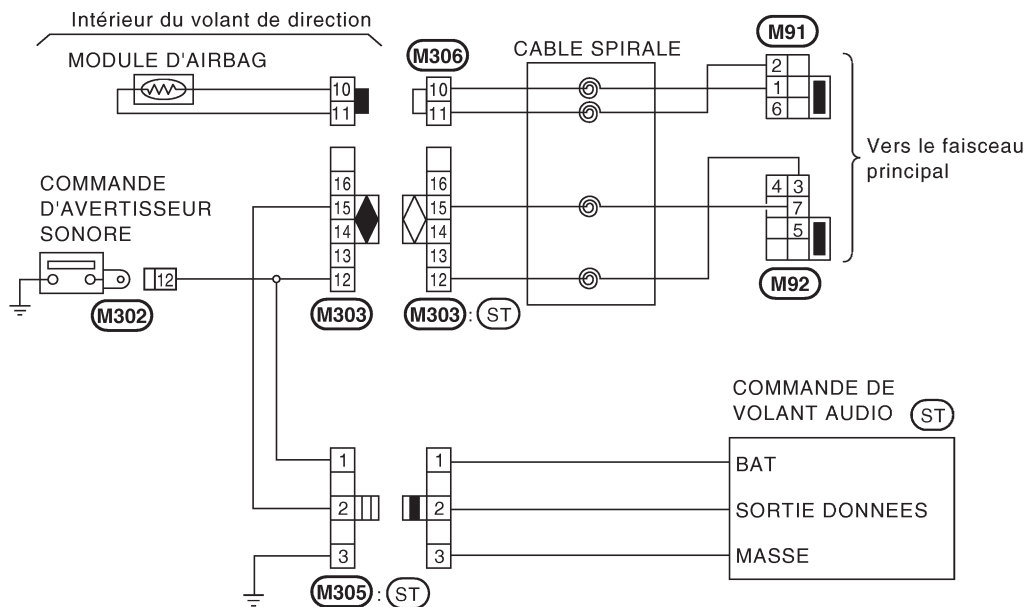 Intérieur du volant de direction
MODULE D'AIRBAG
10
11
M306
10
11
CABLE SPIRALE
M91
2
1
6
Vers le faisceau
principal
COMMANDE
D'AVERTISSEUR
SONORE
12
M302
16
15
14
13
12
M303
16
15
14
13
12
M303 : ST
4 3
7
5
M92
COMMANDE DE
VOLANT AUDIO ST
1
2
3
M305 : ST
1
2
3
BAT
SORTIE DONNEES
MASSE